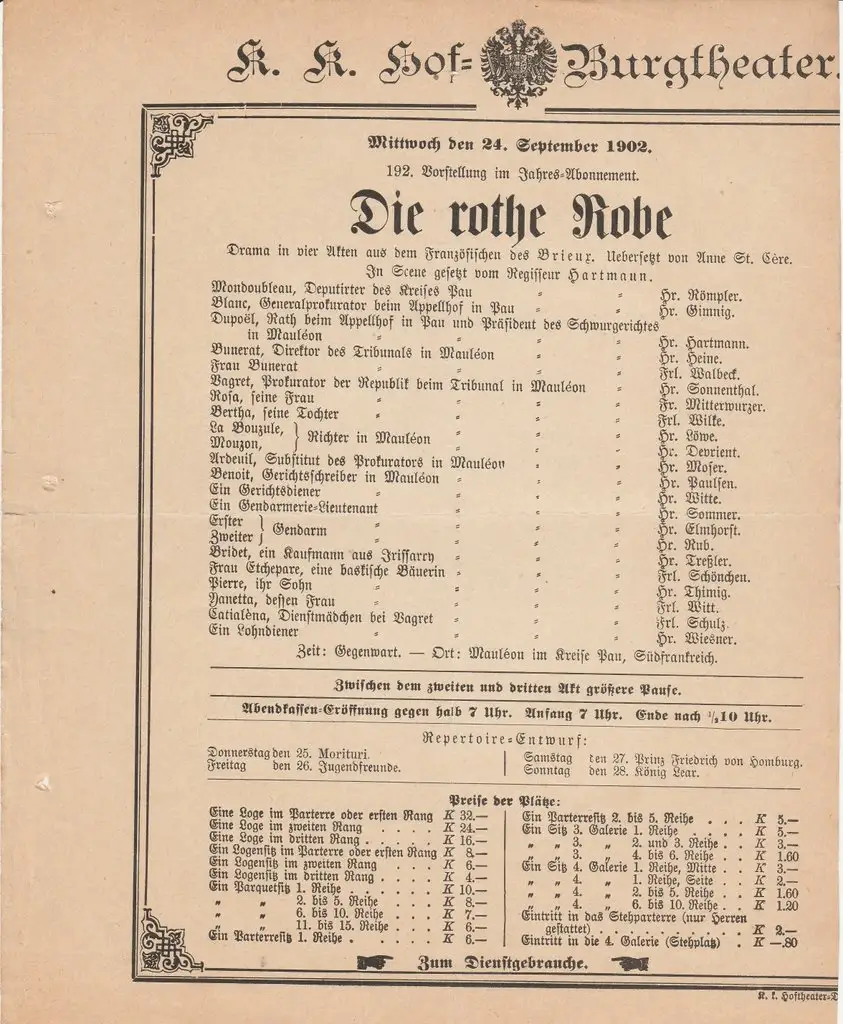 K. K. Hof-Burgtheater.
Mittwoch den 24. September 1902.
192. Vorstellung im Jahres-Abonnement.
Die rothe Robe
Drama in vier Akten aus dem Französischen des Brieux. Uebersetzt von Anne St. Cère.
In Scene gesetzt vom Regisseur Hartmann.
Mondoubleau, Deputirter des Kreises Pau " " Hr. Römpler.
Blanc, Generalprokurator beim Appellhof in Pau " " Hr. Gimnig.
Dupoël, Rath beim Appellhof in Pau und Präsident des Schwurgerichtes
in Mauléon " " " Hr. Hartmann.
Bunerat, Direktor des Tribunals in Mauléon " " Hr. Heine.
Frau Bunerat " " " Frl. Walbeck.
Vagret, Prokurator der Republik beim Tribunal in Mauléon " Hr. Sonnenthal.
Rosa, seine Frau " " " Fr. Mitterwurzer.
Bertha, seine Tochter " " " Frl. Wilke.
La Bouzule, } Richter in Mauléon " " Hr. Löwe.
Mouzon, } " " Hr. Devrient.
Ardeuil, Substitut des Prokurators in Mauléon " " Hr. Moser.
Benoit, Gerichtsschreiber in Mauléon " " Hr. Paulsen.
Ein Gerichtsdiener " " " Hr. Witte.
Ein Gendarmerie-Lieutenant " " Hr. Sommer.
Erster } Gendarm " " " Hr. Elmhorst.
Zweiter } " " " Hr. Rub.
Bridet, ein Kaufmann aus Irissarry " " Hr. Treßler.
Frau Etchepare, eine baskische Bäuerin " " Frl. Schönchen.
Pierre, ihr Sohn " " " Hr. Thimig.
Yanetta, dessen Frau " " " Frl. Witt.
Catialèna, Dienstmädchen bei Vagret " " Frl. Schulz.
Ein Lohndiener " " " Hr. Wiesner.
Zeit: Gegenwart. — Ort: Mauléon im Kreise Pau, Südfrankreich.
Zwischen dem zweiten und dritten Akt größere Pause.
Abendkassen-Eröffnung gegen halb 7 Uhr. Anfang 7 Uhr. Ende nach ½10 Uhr.
Repertoire-Entwurf:
Donnerstag den 25. Morituri.
Freitag den 26. Jugendfreunde.
Samstag den 27. Prinz Friedrich von Homburg.
Sonntag den 28. König Lear.
Preise der Plätze:
Eine Loge im Parterre oder ersten Rang K 32.—
Eine Loge im zweiten Rang . . . . K 24.—
Eine Loge im dritten Rang . . . . K 16.—
Ein Logensitz im Parterre oder ersten Rang K 8.—
Ein Logensitz im zweiten Rang . . . K 6.—
Ein Logensitz im dritten Rang . . . . K 4.—
Ein Parquetsitz 1. Reihe . . . . . . K 10.—
" " 2. bis 5. Reihe . . . K 8.—
" " 6. bis 10. Reihe . . . K 7.—
" " 11. bis 15. Reihe . . . K 6.—
Ein Parterresitz 1. Reihe . . . . . K 6.—
Ein Parterresitz 2. bis 5. Reihe . . . K 5.—
Ein Sitz 3. Galerie 1. Reihe . . . . K 5.—
" " 3. " 2. und 3. Reihe . . K 3.—
" " 3. " 4. bis 6. Reihe . . K 1.60
Ein Sitz 4. Galerie 1. Reihe, Mitte . . K 3.—
" " 4. " 1. Reihe, Seite . . K 2.—
" " 4. " 2. bis 5. Reihe . . K 1.60
" " 4. " 6. bis 10. Reihe . . K 1.20
Eintritt in das Stehparterre (nur Herren
gestattet) . . . . . . . . . K 2.—
Eintritt in die 4. Galerie (Stehplatz) . K —.80
Zum Dienstgebrauche.
K. k. Hoftheater-D